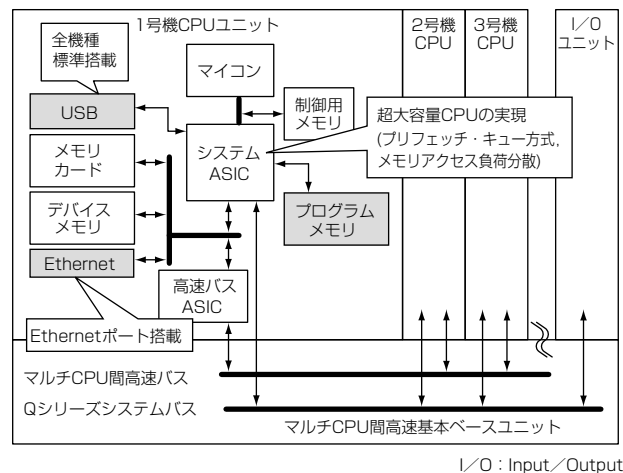 1号機CPUユニット
2号機
CPU
3号機
CPU
I／O
ユニット
全機種
標準搭載
マイコン
USB
制御用
メモリ
超大容量CPUの実現
(プリフェッチ・キュー方式,
メモリアクセス負荷分散)
メモリ
カード
システム
ASIC
デバイス
メモリ
プログラム
メモリ
Ethernet
高速バス
ASIC
Ethernetポート搭載
マルチCPU間高速バス
Qシリーズシステムバス
マルチCPU間高速基本ベースユニット
I／O：Input／Output